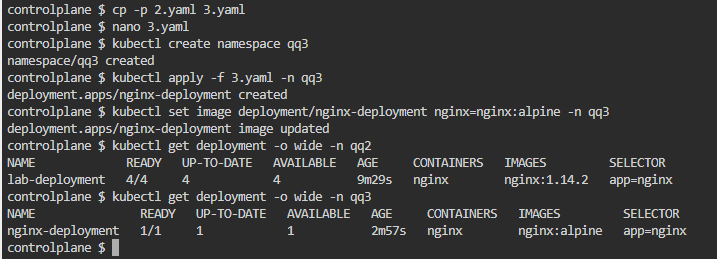 controlplane $ cp -p 2.yaml 3.yaml
controlplane $ nano 3.yaml
controlplane $ kubectl create namespace qq3
namespace/qq3 created
controlplane $ kubectl apply -f 3.yaml -n qq3
deployment.apps/nginx-deployment created
controlplane $ kubectl set image deployment/nginx-deployment nginx=nginx:alpine -n qq3
deployment.apps/nginx-deployment image updated
controlplane $ kubectl get deployment -o wide -n qq2
NAME             READY   UP-TO-DATE   AVAILABLE   AGE     CONTAINERS   IMAGES         SELECTOR
lab-deployment   4/4     4            4           9m29s   nginx        nginx:1.14.2   app=nginx
controlplane $ kubectl get deployment -o wide -n qq3
NAME               READY   UP-TO-DATE   AVAILABLE   AGE     CONTAINERS   IMAGES         SELECTOR
nginx-deployment   1/1     1            1           2m57s   nginx        nginx:alpine   app=nginx
controlplane $